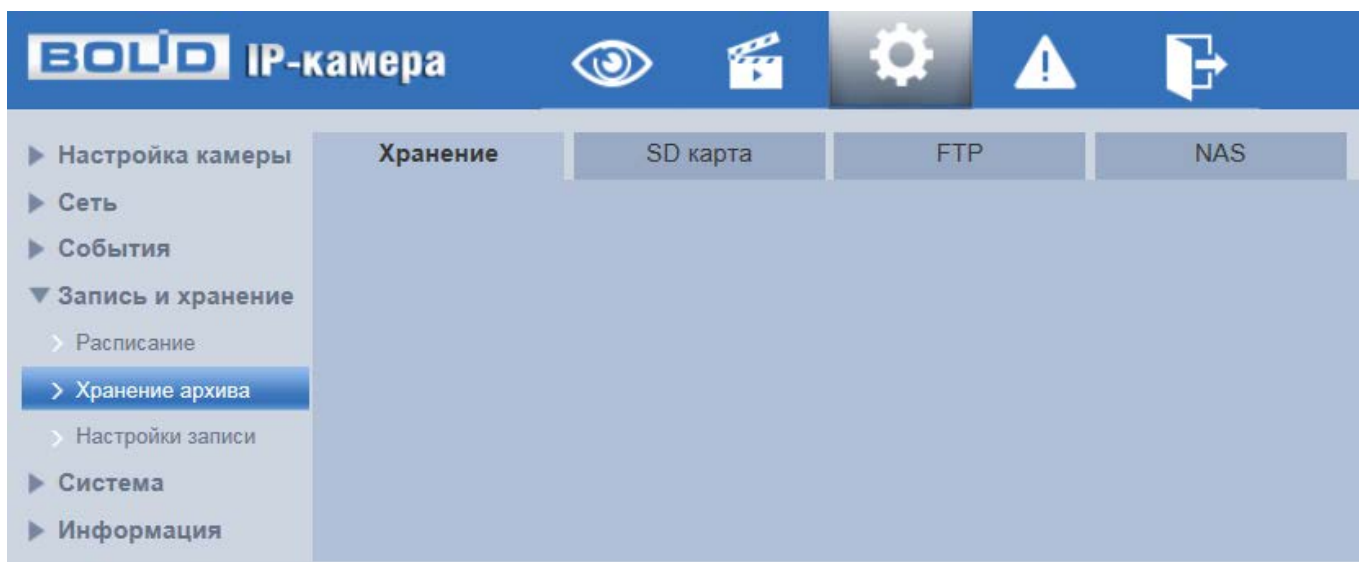 BOLID IP-камера
Настройка камеры
Сеть
События
Запись и хранение
Расписание
Хранение архива
Настройки записи
Система
Информация
Хранение
SD карта
FTP
NAS